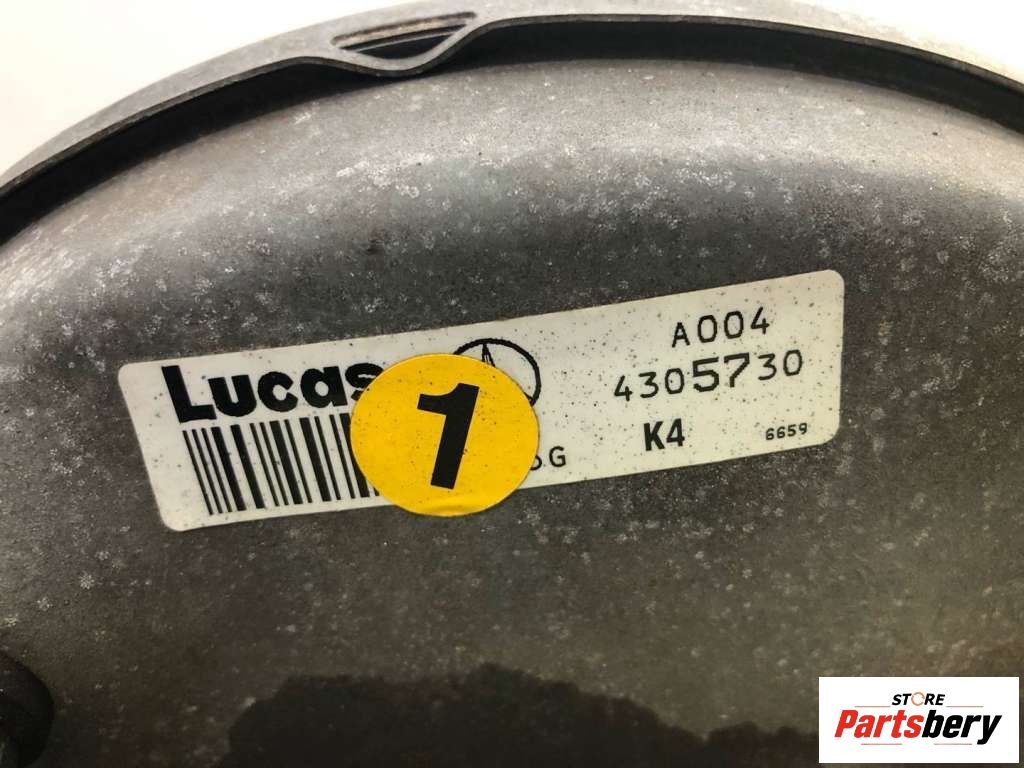 Lucas
A004
4305730
1
G
K4
6659
STORE
Partsbery